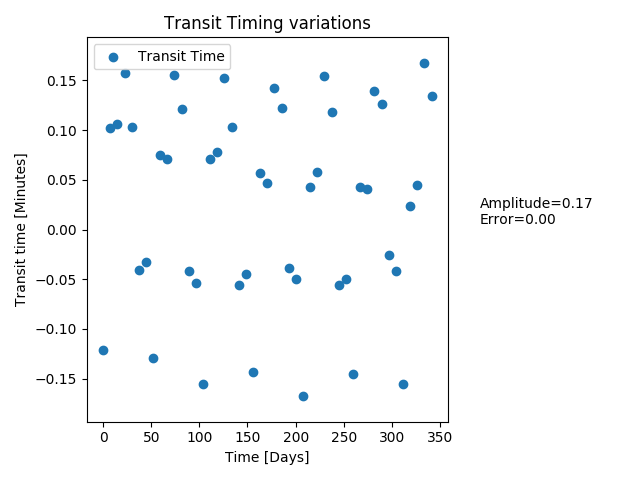 Transit Timing variations
Transit Time
Transit time [Minutes]
0.15
0.10
0.05
0.00
−0.05
−0.10
−0.15
Amplitude=0.17
Error=0.00
0 50 100 150 200 250 300 350
Time [Days]